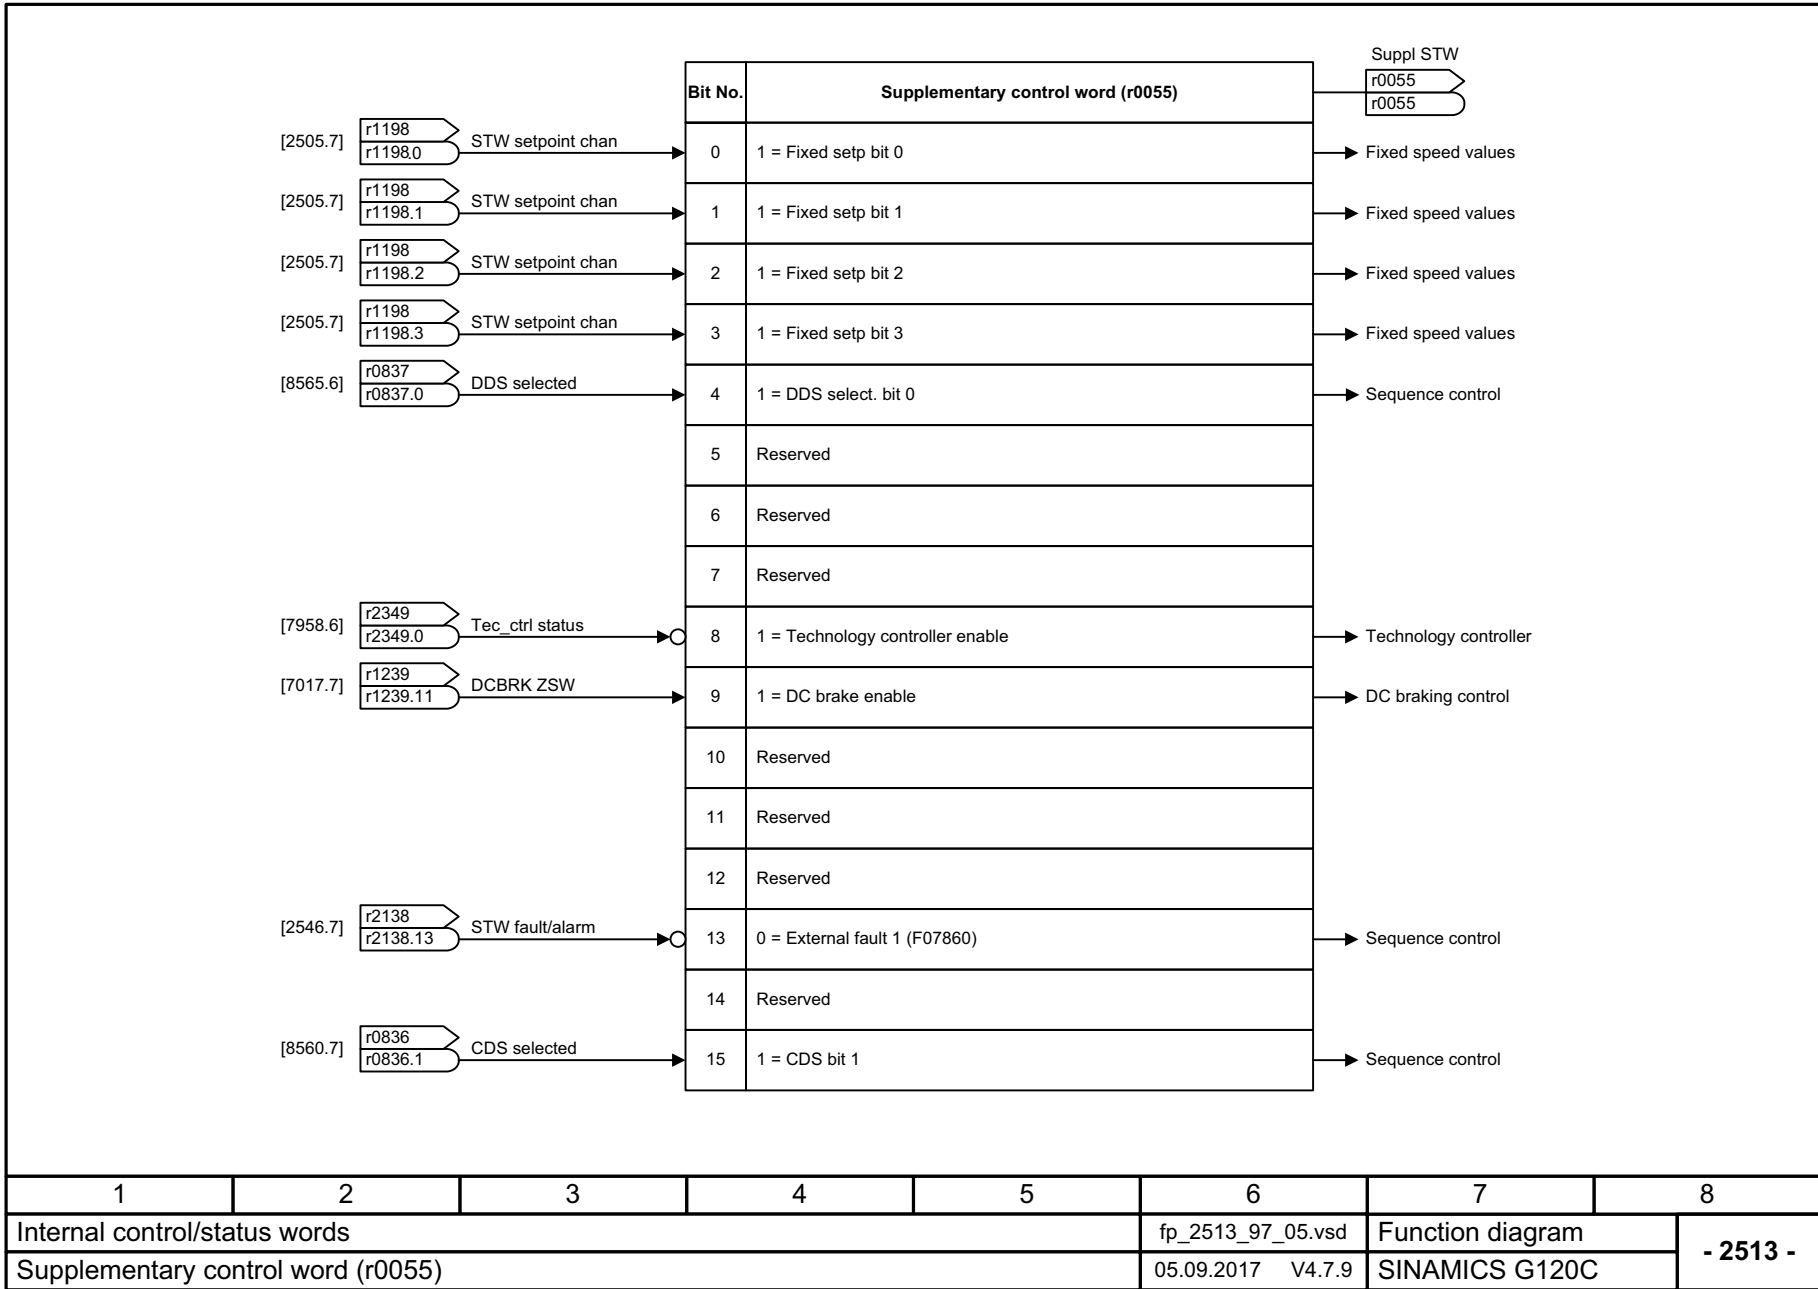 Suppl STW
r0055
r0055
Bit No. Supplementary control word (r0055)
[2505.7] r1198 STW setpoint chan
r1198.0 0 1 = Fixed setp bit 0 Fixed speed values
[2505.7] r1198 STW setpoint chan
r1198.1 1 1 = Fixed setp bit 1 Fixed speed values
[2505.7] r1198 STW setpoint chan
r1198.2 2 1 = Fixed setp bit 2 Fixed speed values
[2505.7] r1198 STW setpoint chan
r1198.3 3 1 = Fixed setp bit 3 Fixed speed values
[8565.6] r0837 DDS selected
r0837.0 4 1 = DDS select. bit 0 Sequence control
5 Reserved
6 Reserved
7 Reserved
[7958.6] r2349 Tec_ctrl status
r2349.0 8 1 = Technology controller enable Technology controller
[7017.7] r1239 DCBRK ZSW
r1239.11 9 1 = DC brake enable DC braking control
10 Reserved
11 Reserved
12 Reserved
[2546.7] r2138 STW fault/alarm
r2138.13 13 0 = External fault 1 (F07860) Sequence control
14 Reserved
[8560.7] r0836 CDS selected
r0836.1 15 1 = CDS bit 1 Sequence control
1 2 3 4 5 6 7 8
Internal control/status words fp_2513_97_05.vsd Function diagram - 2513 -
Supplementary control word (r0055) 05.09.2017 V4.7.9 SINAMICS G120C